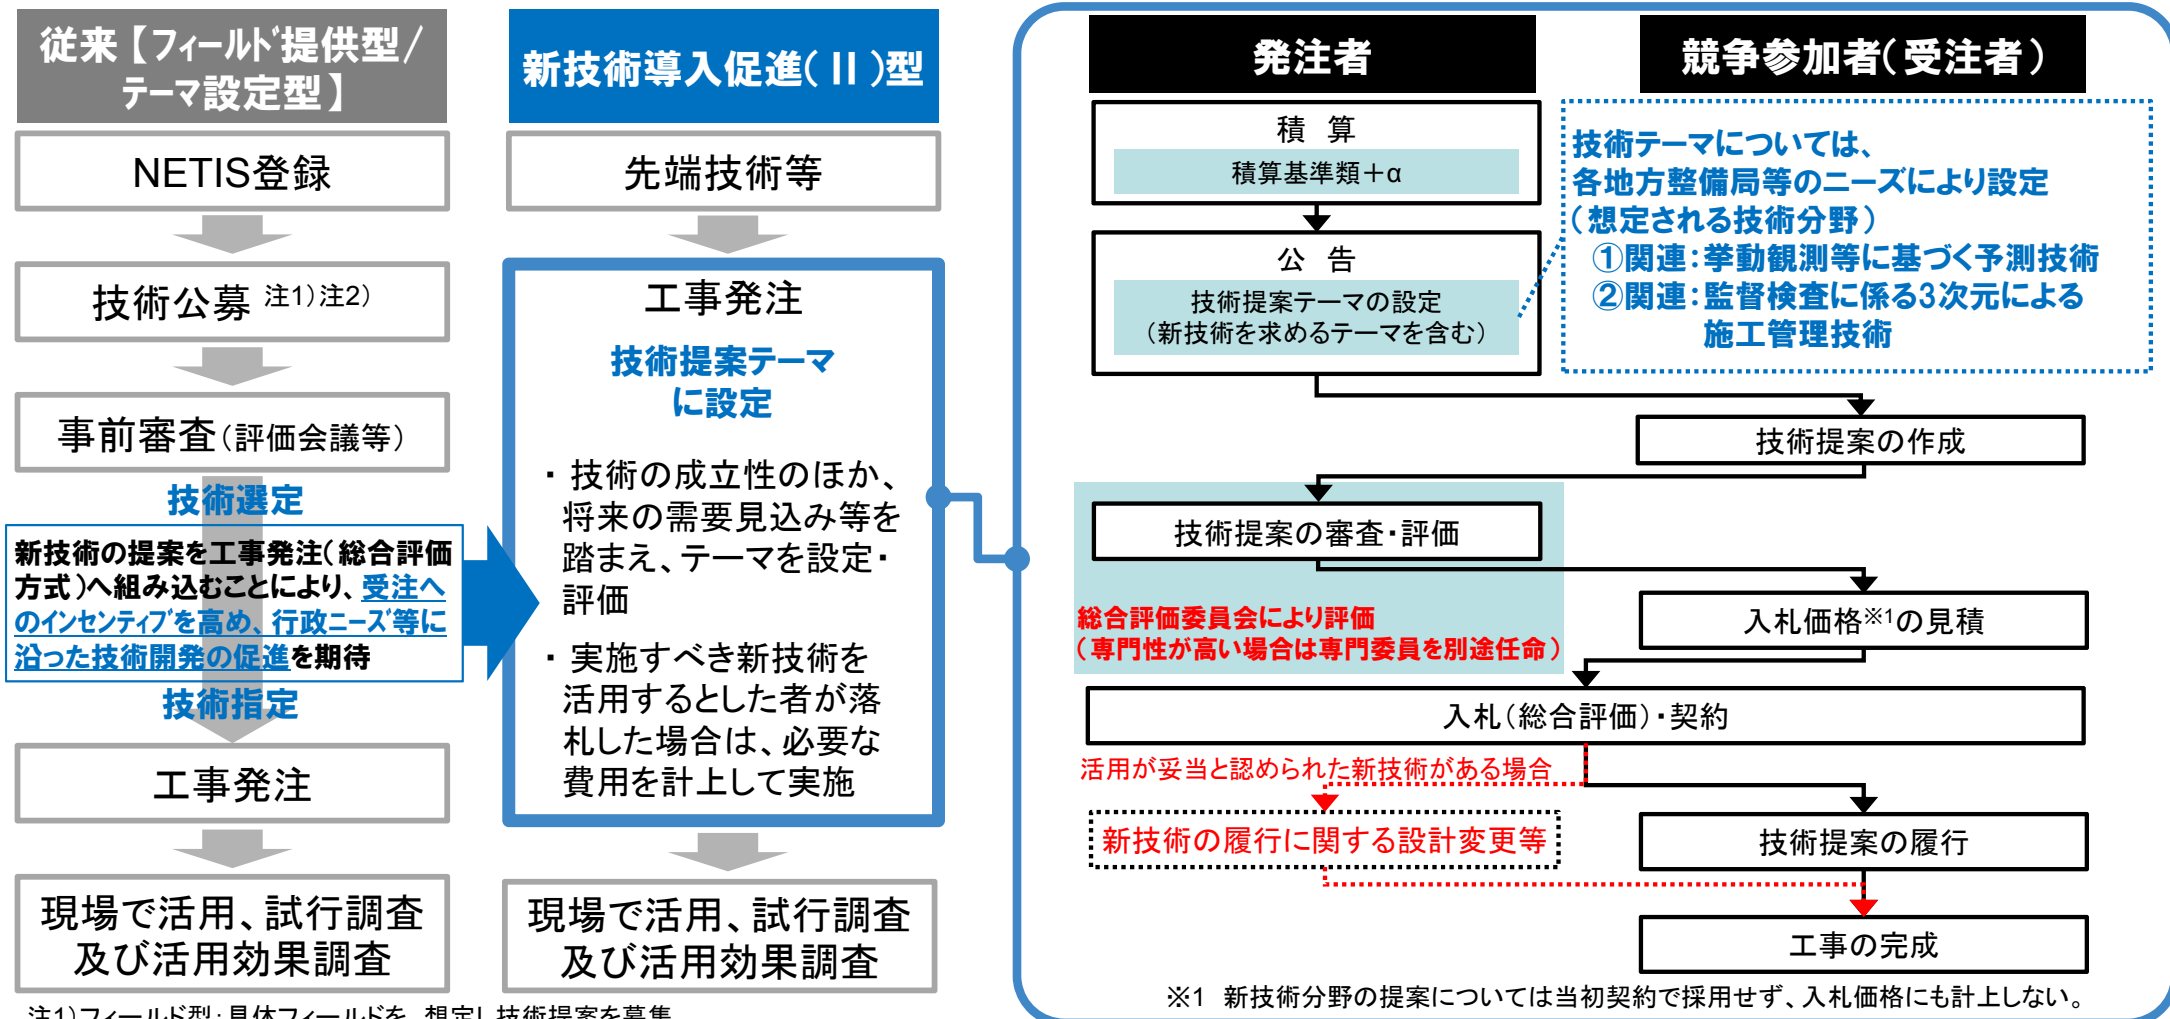 従来【フィールド提供型/
テーマ設定型】
NETIS登録
技術公募 注1)注2)
事前審査(評価会議等)
技術選定
新技術の提案を工事発注(総合評価
方式)へ組み込むことにより、受注へ
のインセンティブを高め、行政ニーズ等に
沿った技術開発の促進を期待
技術指定
工事発注
現場で活用、試行調査
及び活用効果調査
注1)フィールド型:具体フィールドを、想定し技術提案を募集
新技術導入促進(Ⅱ)型
先端技術等
工事発注
技術提案テーマ
に設定
・技術の成立性のほか、
将来の需要見込み等を
踏まえ、テーマを設定・
評価
・実施すべき新技術を
活用するとした者が落
札した場合は、必要な
費用を計上して実施
現場で活用、試行調査
及び活用効果調査
発注者
競争参加者(受注者)
積 算
積算基準類+α
公 告
技術提案テーマの設定
(新技術を求めるテーマを含む)
技術テーマについては、
各地方整備局等のニーズにより設定
(想定される技術分野)
①関連:挙動観測等に基づく予測技術
②関連:監督検査に係る3次元による
施工管理技術
技術提案の作成
技術提案の審査・評価
総合評価委員会により評価
(専門性が高い場合は専門委員を別途任命)
入札価格※1の見積
入札(総合評価)・契約
活用が妥当と認められた新技術がある場合
新技術の履行に関する設計変更等
技術提案の履行
工事の完成
※1 新技術分野の提案については当初契約で採用せず、入札価格にも計上しない。